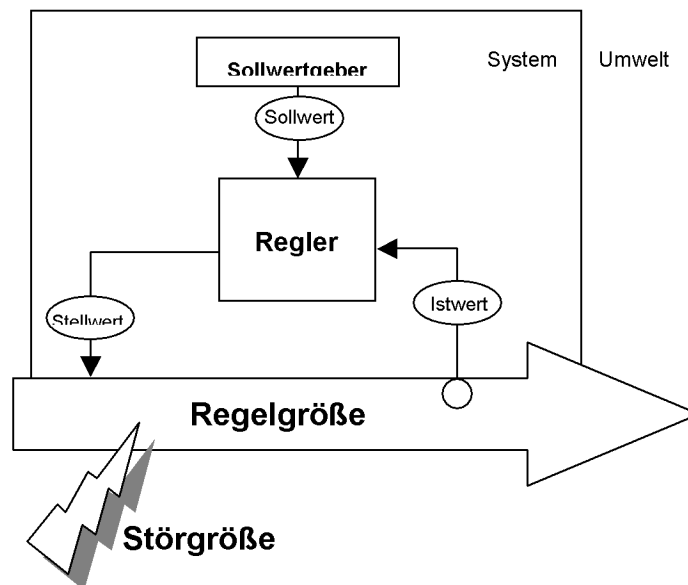 System
Umwelt
Sollwertgeber
Sollwert
Regler
Istwert
Stellwert
Regelgröße
Störgröße